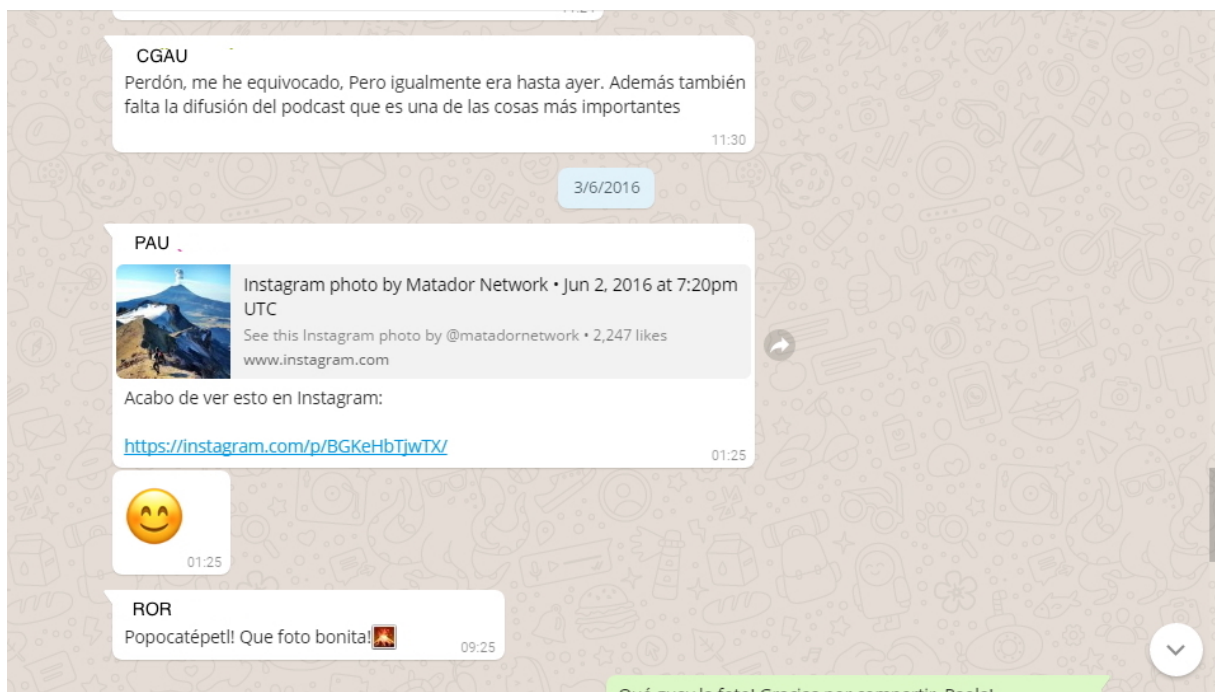 CGAU
Perdón, me he equivocado, Pero igualmente era hasta ayer. Además también
falta la difusión del podcast que es una de las cosas más importantes
11:30
3/6/2016
PAU
Instagram photo by Matador Network • Jun 2, 2016 at 7:20pm
UTC
See this Instagram photo by @matadornetwork • 2,247 likes
www.instagram.com
Acabo de ver esto en Instagram:
https://instagram.com/p/BGKeHbTjwTX/
01:25
01:25
ROR
Popocatépetl! Que foto bonita!🌋
09:25